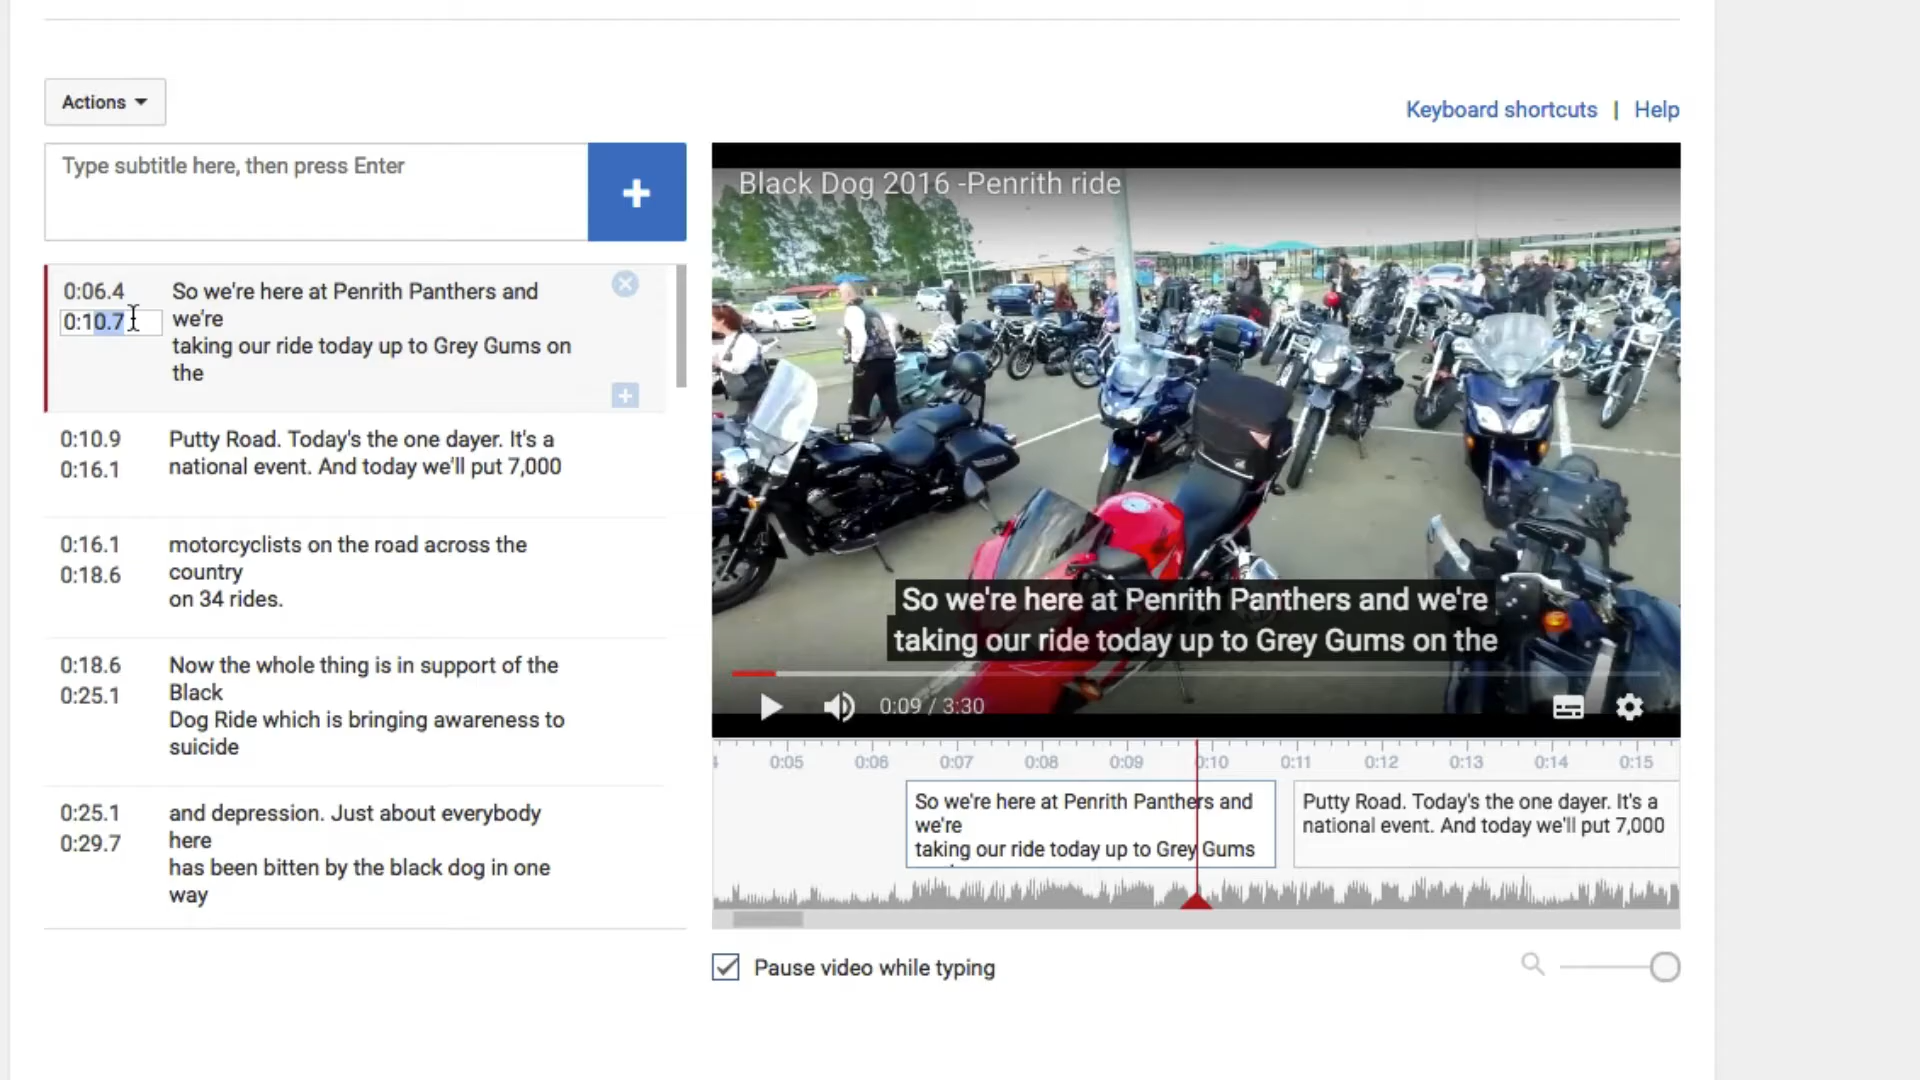 Actions
Keyboard shortcuts | Help
Type subtitle here, then press Enter
0:06.4
0:10.7
So we're here at Penrith Panthers and
we're
taking our ride today up to Grey Gums on
the
0:10.9
0:16.1
Putty Road. Today's the one dayer. It's a
national event. And today we'll put 7,000
0:16.1
0:18.6
motorcyclists on the road across the
country
on 34 rides.
0:18.6
0:25.1
Now the whole thing is in support of the
Black
Dog Ride which is bringing awareness to
suicide
0:25.1
0:29.7
and depression. Just about everybody
here
has been bitten by the black dog in one
way
Black Dog 2016 -Penrith ride
So we're here at Penrith Panthers and we're
taking our ride today up to Grey Gums on the
0:09 / 3:30
0:05 0:06 0:07 0:08 0:09 0:10 0:11 0:12 0:13 0:14 0:15
So we're here at Penrith Panthers and
we're
taking our ride today up to Grey Gums
Putty Road. Today's the one dayer. It's a
national event. And today we'll put 7,000
Pause video while typing